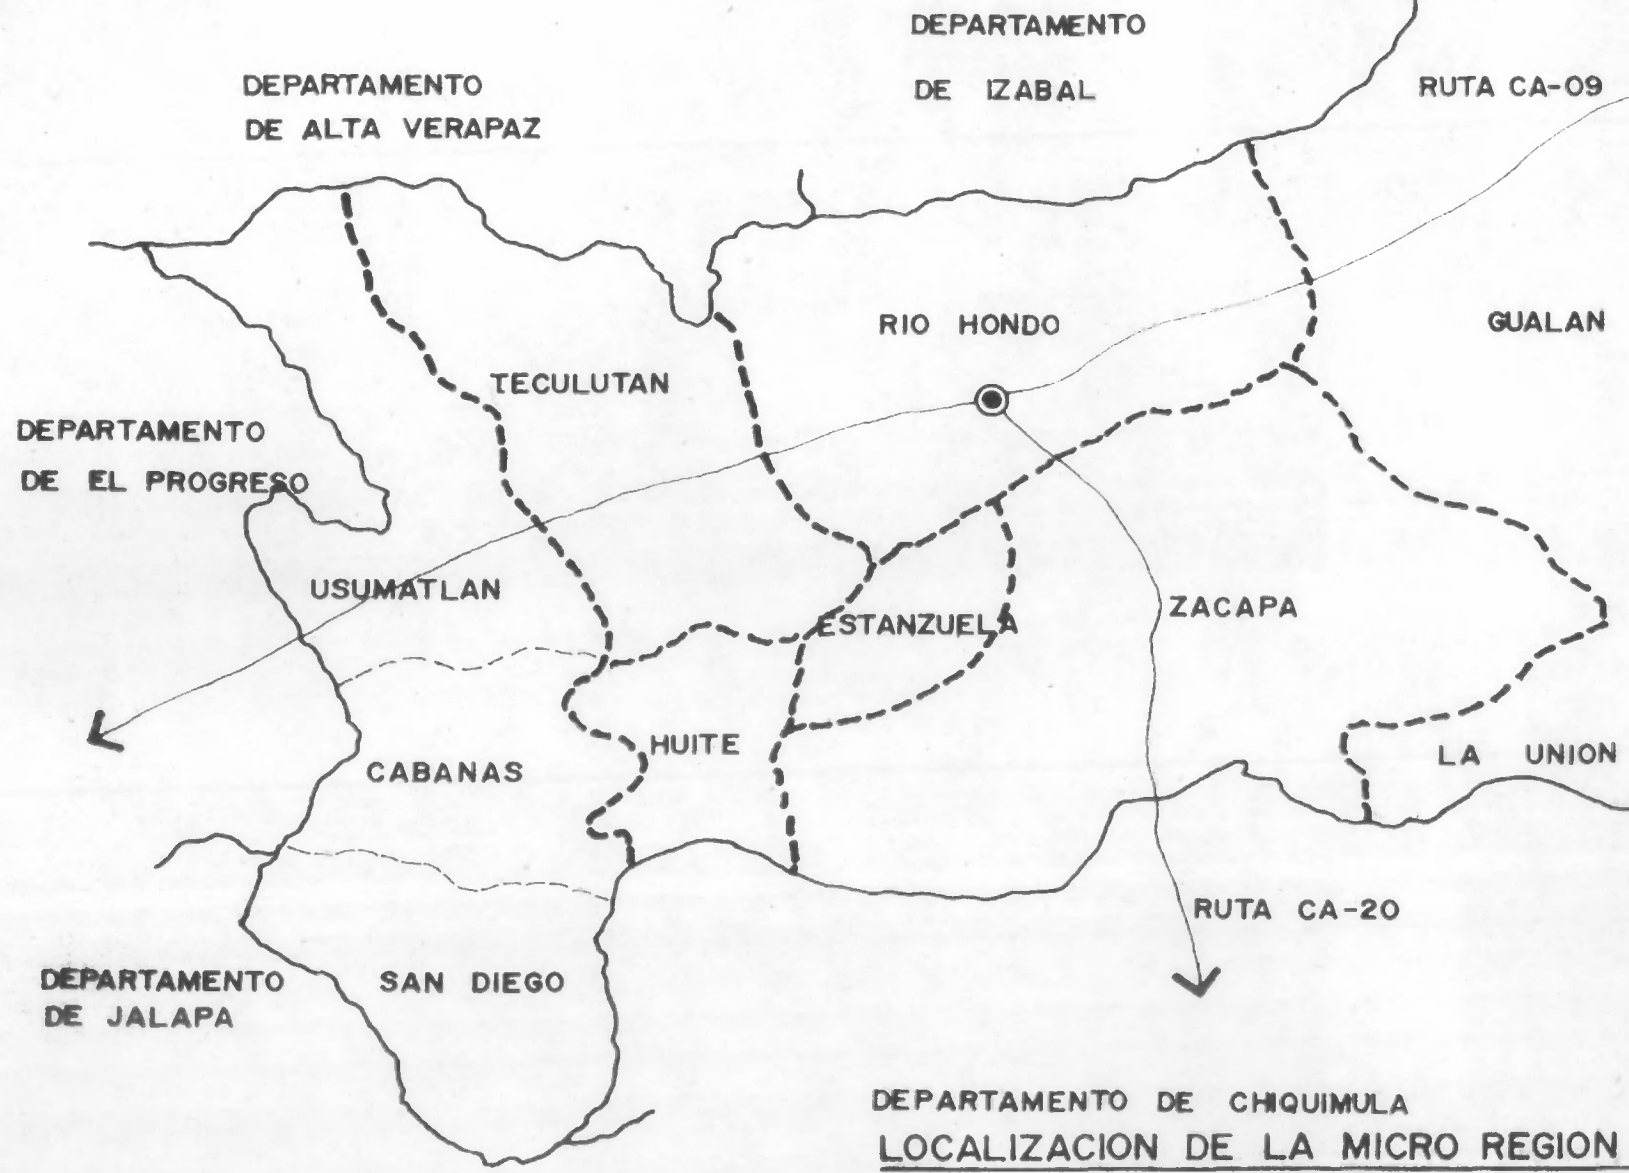 DEPARTAMENTO
DE IZABAL
RUTA CA-09
DEPARTAMENTO
DE ALTA VERAPAZ
RIO HONDO
GUALAN
TECULUTAN
DEPARTAMENTO
DE EL PROGRESO
USUMATLAN
ESTANZUELA
ZACAPA
HUITE
LA UNION
CABANAS
RUTA CA-20
SAN DIEGO
DEPARTAMENTO
DE JALAPA
DEPARTAMENTO DE CHIQUIMULA
LOCALIZACION DE LA MICRO REGION